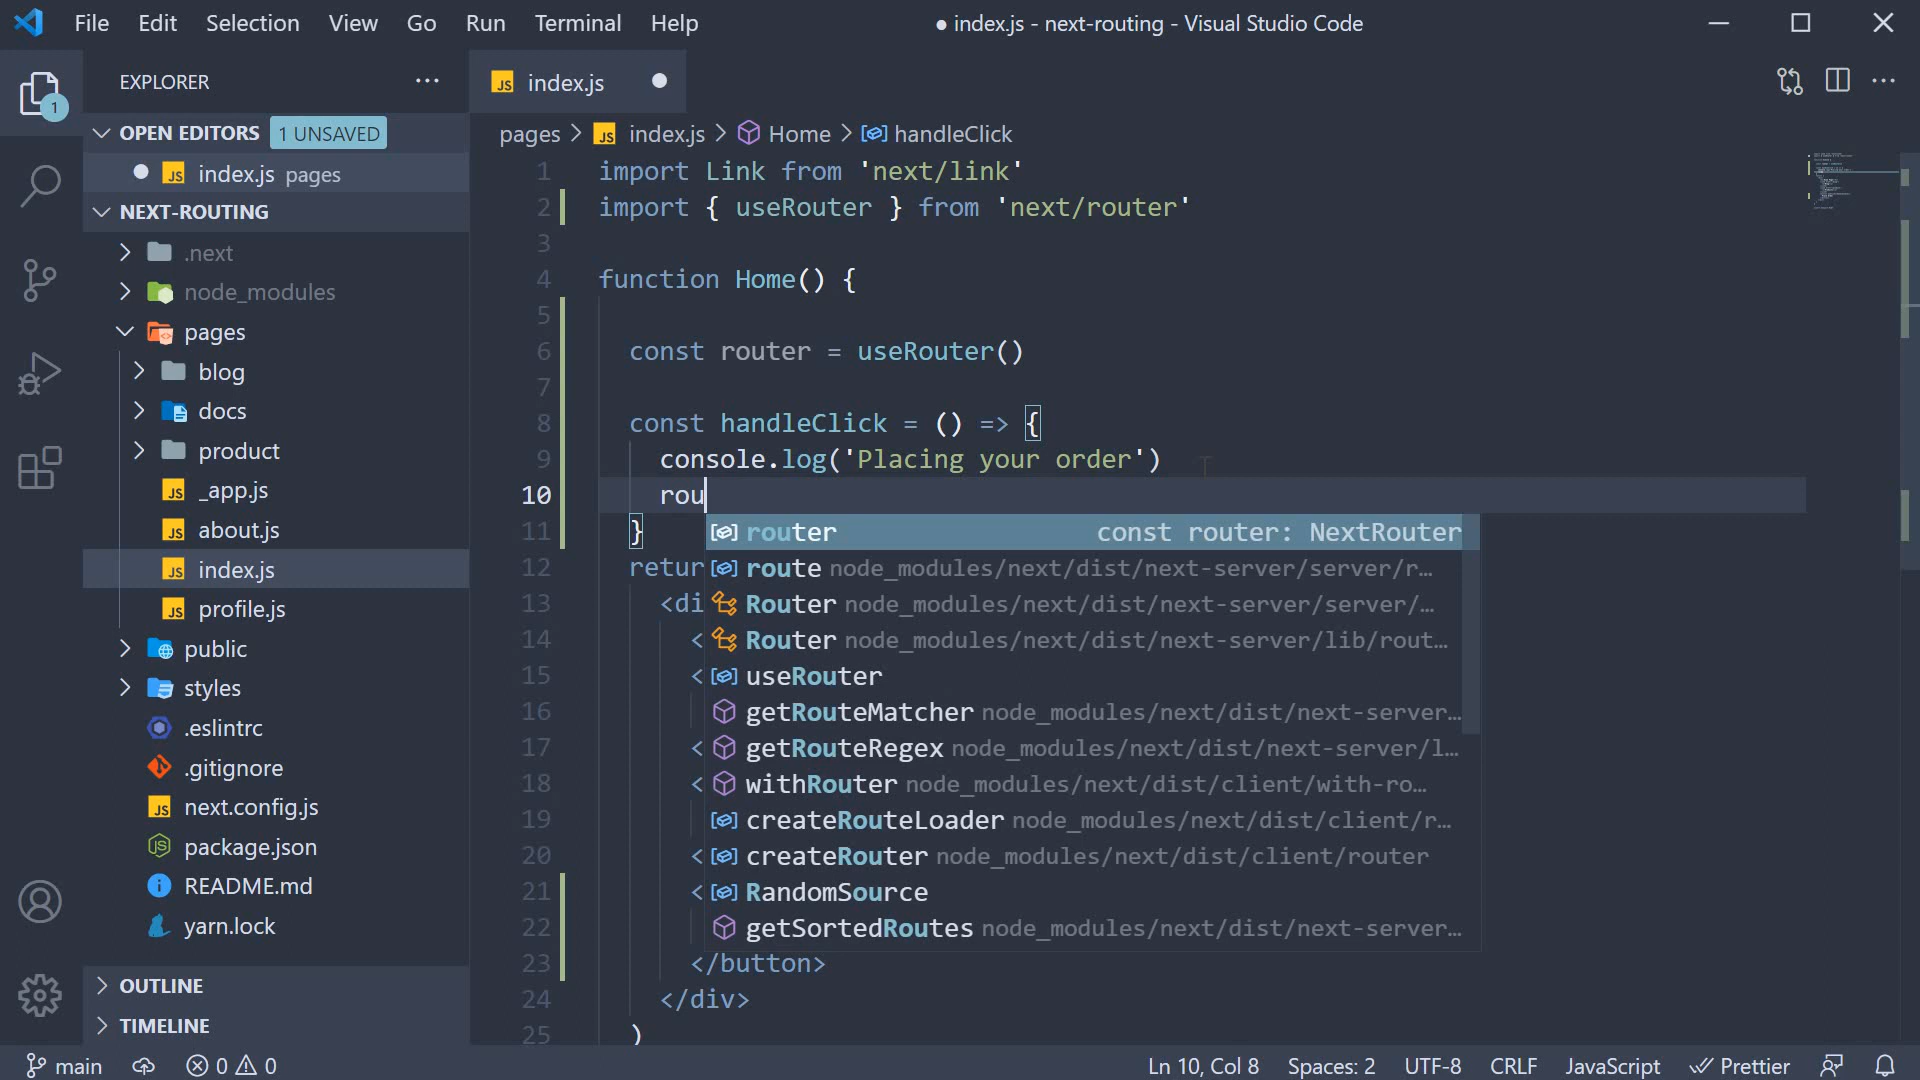 File Edit Selection View Go Run Terminal Help ● index.js - next-routing - Visual Studio Code
EXPLORER
OPEN EDITORS 1 UNSAVED
index.js pages
NEXT-ROUTING
.next
node_modules
pages
blog
docs
product
_app.js
about.js
index.js
profile.js
public
styles
.eslintrc
.gitignore
next.config.js
package.json
README.md
yarn.lock
OUTLINE
TIMELINE
1
index.js
pages > index.js > Home > handleClick
1 import Link from 'next/link'
2 import { useRouter } from 'next/router'
3
4 function Home() {
5
6 const router = useRouter()
7
8 const handleClick = () => {
9 console.log('Placing your order')
10 rou
11 }
12 retur
13 <di
14 <
15 <
16
17 <
18 <
19
20 <
21 <
22
23 </button>
24 </div>
25 )
router const router: NextRouter
route node_modules/next/dist/next-server/server/r…
Router node_modules/next/dist/next-server/server/…
Router node_modules/next/dist/next-server/lib/rout…
useRouter
getRouteMatcher node_modules/next/dist/next-server…
getRouteRegex node_modules/next/dist/next-server/l…
withRouter node_modules/next/dist/client/with-ro…
createRouteLoader node_modules/next/dist/client/r…
createRouter node_modules/next/dist/client/router
RandomSource
getSortedRoutes node_modules/next/dist/next-server…
main 0 0 Ln 10, Col 8 Spaces: 2 UTF-8 CRLF JavaScript Prettier